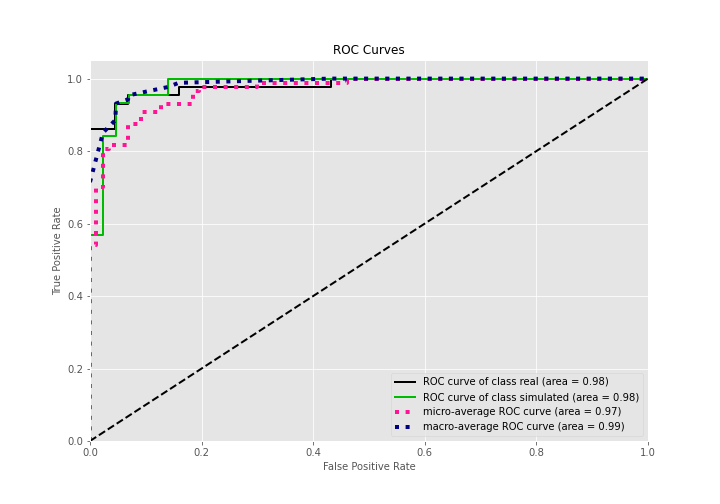 ROC Curves
True Positive Rate
1.0
0.8
0.6
0.4
0.2
0.0
0.0 0.2 0.4 0.6 0.8 1.0
False Positive Rate
ROC curve of class real (area = 0.98)
ROC curve of class simulated (area = 0.98)
micro-average ROC curve (area = 0.97)
macro-average ROC curve (area = 0.99)